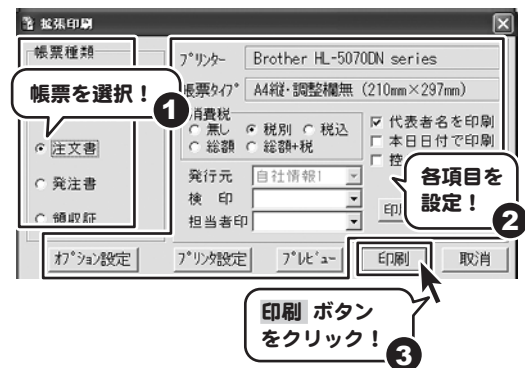 拡張印刷
帳票種類
帳票を選択!
1
注文書
発注書
領収証
オプション設定
プリンター Brother HL-5070DN series
帳票タイプ A4縦・調整欄無 (210mm×297mm)
消費税
無し 税別 税込
総額 総額+税
代表者名を印刷
本日日付で印刷
控
発行元 自社情報1
検 印
担当者印
各項目を
設定!
2
プリンタ設定 プレビュー 印刷 取消
印刷 ボタン
をクリック!
3